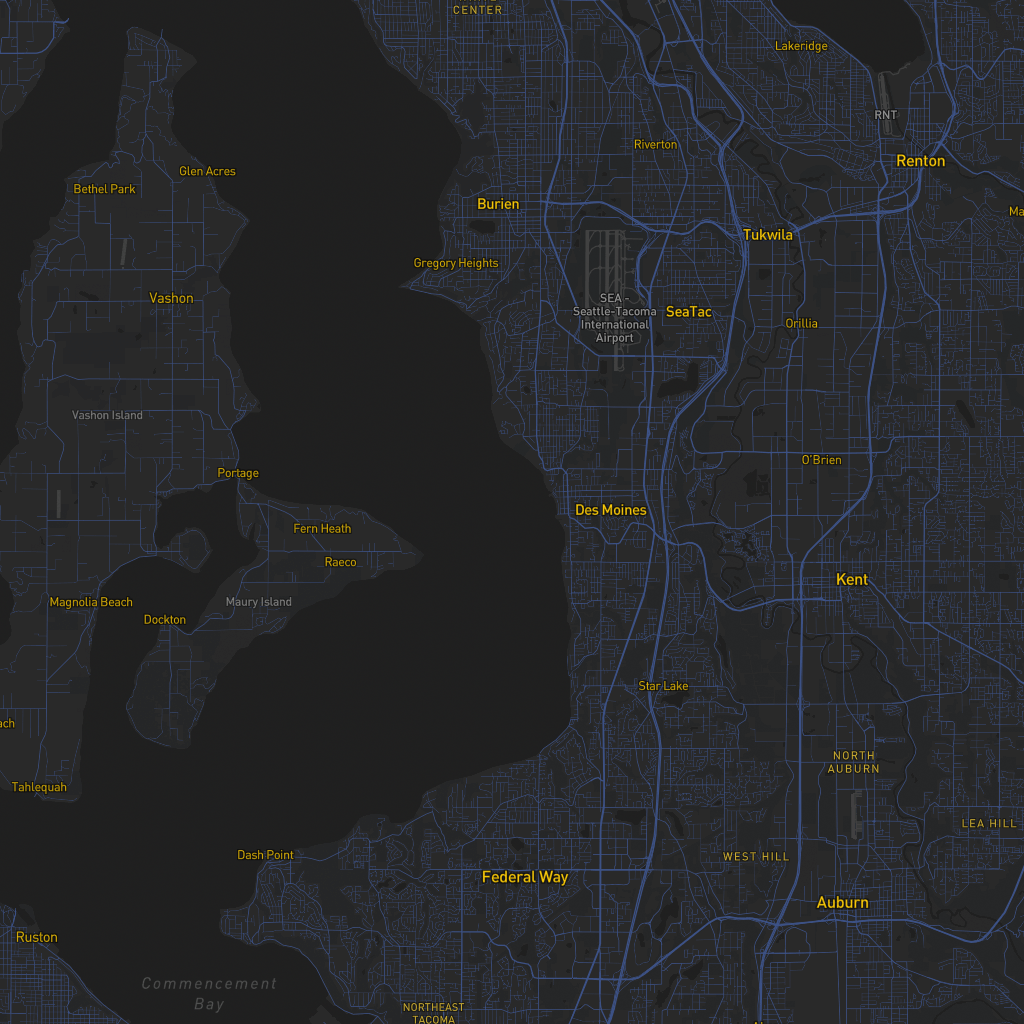 CENTER
Lakeridge
RNT
Riverton
Renton
Glen Acres
Bethel Park
Burien
Ma
Tukwila
Gregory Heights
Vashon
SEA -
Seattle-Tacoma
International
Airport
SeaTac
Orillia
Vashon Island
O'Brien
Portage
Des Moines
Fern Heath
Raeco
Kent
Magnolia Beach
Maury Island
Dockton
Star Lake
ach
NORTH
AUBURN
Tahlequah
LEA HILL
Dash Point
WEST HILL
Federal Way
Auburn
Ruston
Commencement
Bay
NORTHEAST
TACOMA